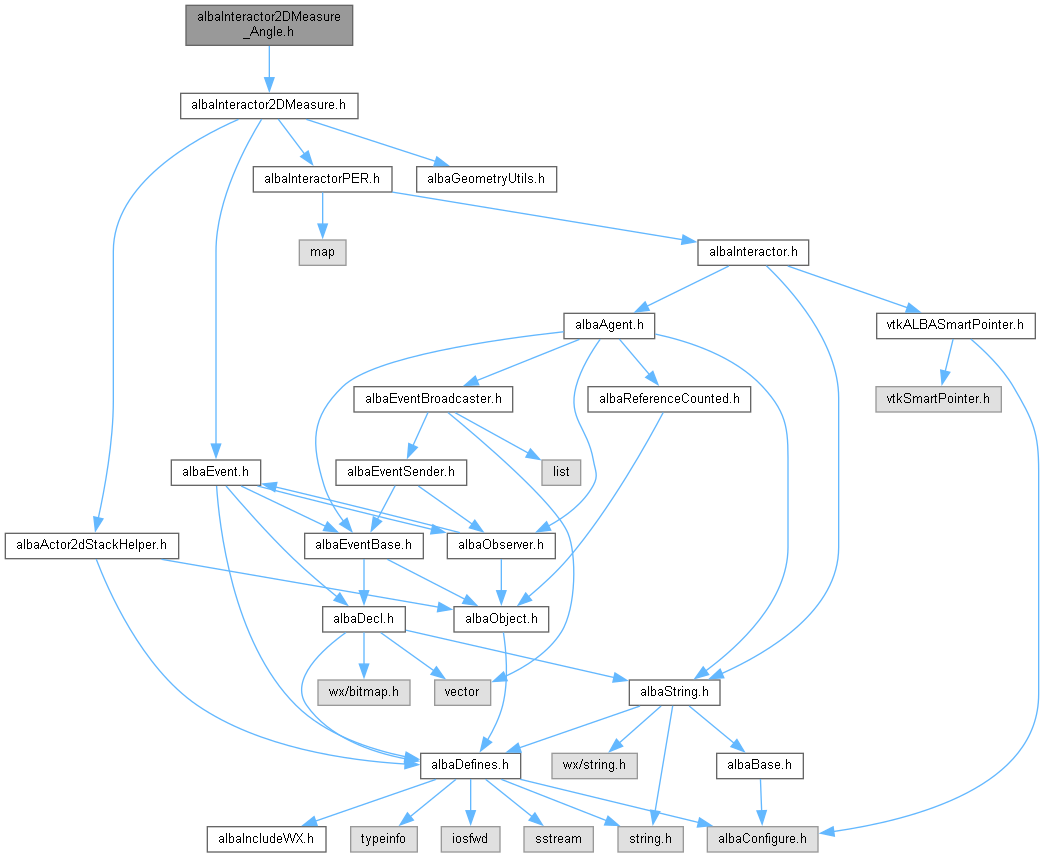 albaInteractor2DMeasure
_Angle.h
albaInteractor2DMeasure.h
albaInteractorPER.h
albaGeometryUtils.h
map
albaInteractor.h
albaAgent.h
vtkALBASmartPointer.h
albaEventBroadcaster.h
albaReferenceCounted.h
vtkSmartPointer.h
albaEvent.h
albaEventSender.h
list
albaActor2dStackHelper.h
albaEventBase.h
albaObserver.h
albaDecl.h
albaObject.h
wx/bitmap.h
vector
albaString.h
albaDefines.h
wx/string.h
albaBase.h
albaIncludeWX.h
typeinfo
iosfwd
sstream
string.h
albaConfigure.h